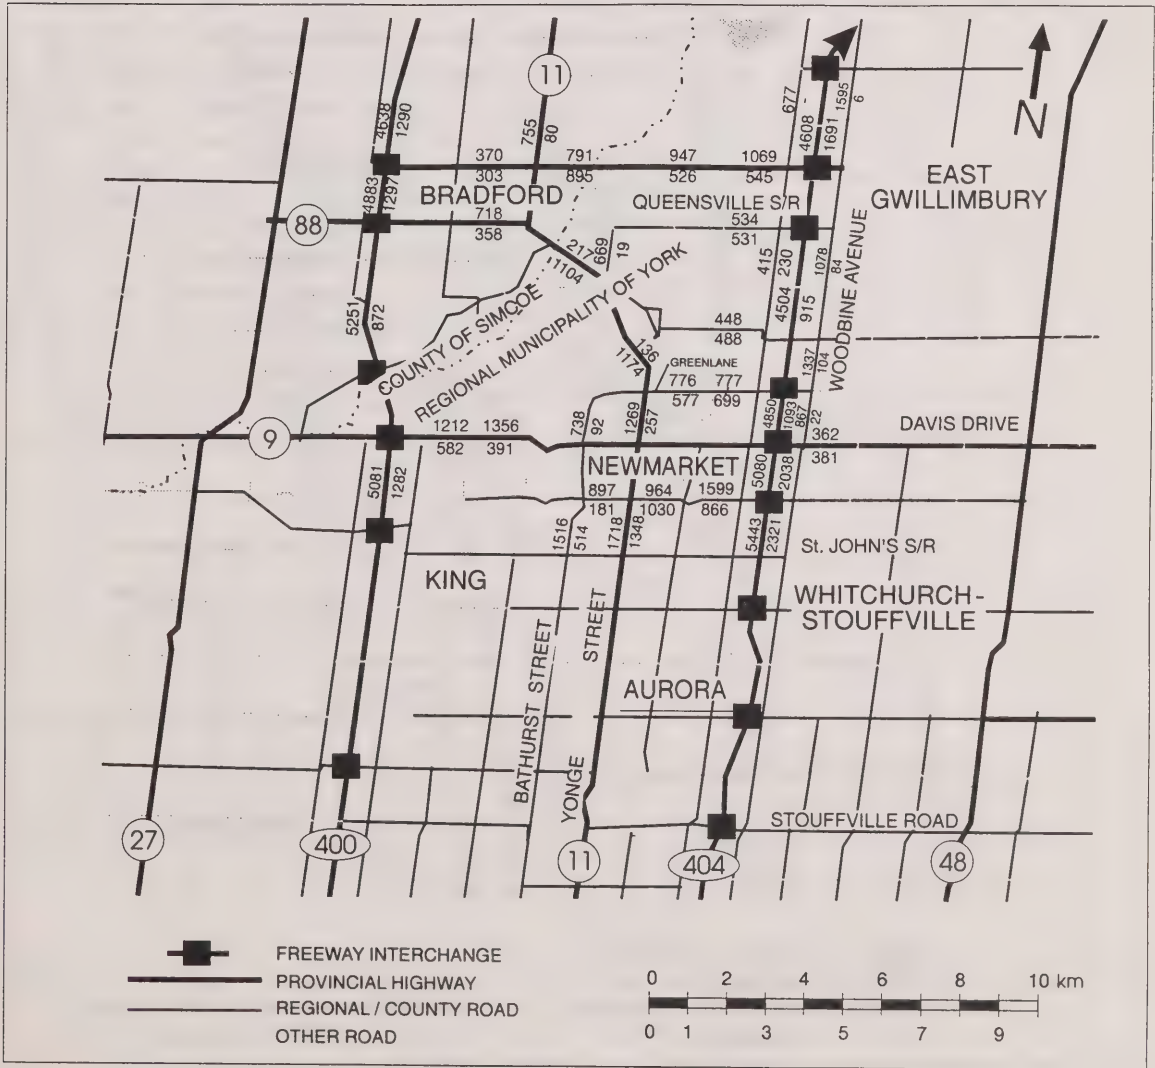 11
N
677
1595
6
4608
1691
4638
1290
755
80
370 791 947 1069
303 895 526 545
EAST
GWILLIMBURY
BRADFORD
QUEENSVILLE S/R
4883
1297
88
718
358
534
531
217
1104
669
19
415
230
1078
84
WOODBINE AVENUE
COUNTY OF SIMCOE
REGIONAL MUNICIPALITY OF YORK
5251
872
4504
915
448
488
136
1174
1337
104
GREENLANE
776 777
577 699
738
92
1269
257
4850
1093
867
22
9
1212 1356
582 391
362
381
DAVIS DRIVE
NEWMARKET
5081
1282
5080
2038
897 964 1599
181 1030 866
1516
514
1718
1348
5443
2321
St. JOHN'S S/R
KING
WHITCHURCH-
STOUFFVILLE
BATHURST STREET
YONGE STREET
AURORA
STOUFFVILLE ROAD
27
400
11
404
48
FREEWAY INTERCHANGE
PROVINCIAL HIGHWAY
REGIONAL / COUNTY ROAD
OTHER ROAD
0 2 4 6 8 10 km
0 1 3 5 7 9